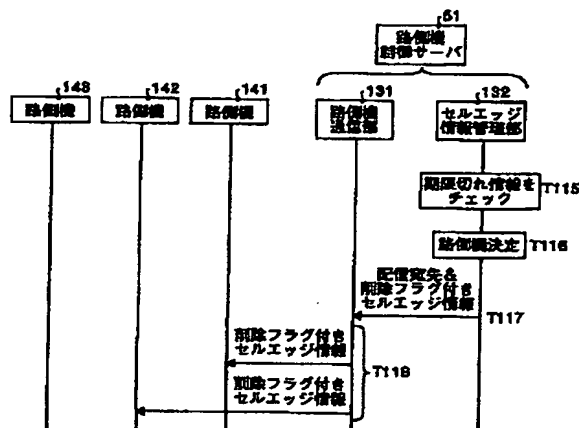 51
路側機
制御サーバ
143
142
141
131
132
路側機
路側機
路側機
路側機
通信部
セルエッジ
情報管理部
期限切れ情報を
チェック
T115
路側機決定
T116
配信宛先&
削除フラグ付き
セルエッジ情報
T117
削除フラグ付き
セルエッジ情報
T118
削除フラグ付き
セルエッジ情報